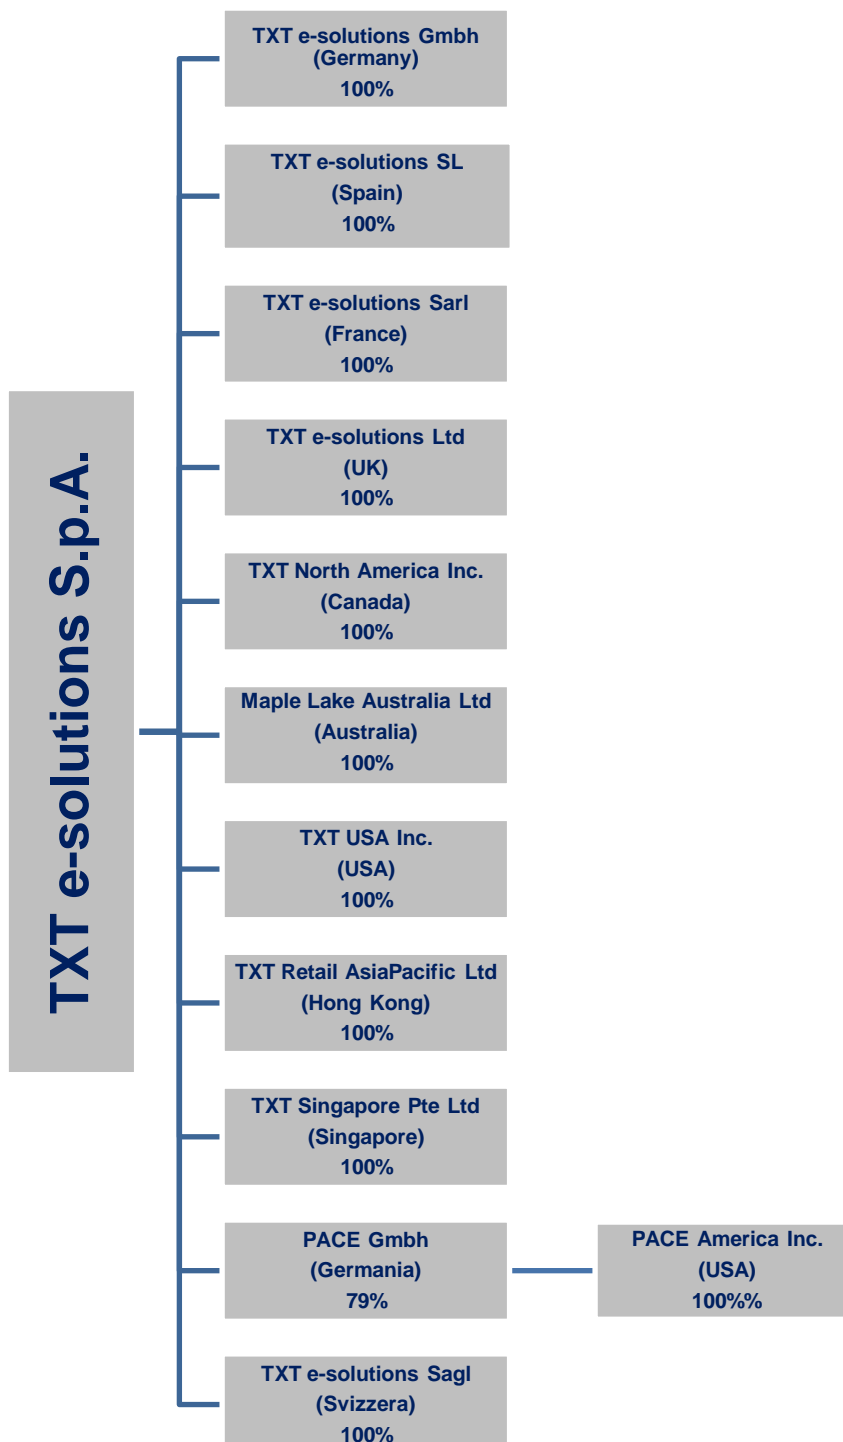 TXT e-solutions S.p.A.
TXT e-solutions Gmbh
(Germany)
100%
TXT e-solutions SL
(Spain)
100%
TXT e-solutions Sarl
(France)
100%
TXT e-solutions Ltd
(UK)
100%
TXT North America Inc.
(Canada)
100%
Maple Lake Australia Ltd
(Australia)
100%
TXT USA Inc.
(USA)
100%
TXT Retail AsiaPacific Ltd
(Hong Kong)
100%
TXT Singapore Pte Ltd
(Singapore)
100%
PACE Gmbh
(Germania)
79%
PACE America Inc.
(USA)
100%%
TXT e-solutions Sagl
(Svizzera)
100%